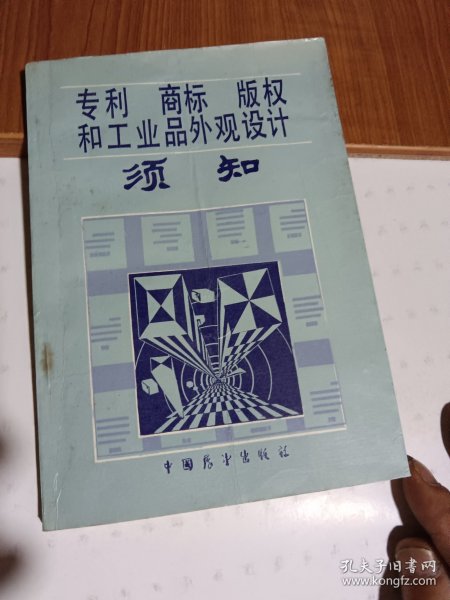 专利 商标 版权
和工业品外观设计
须知
中国展望出版社
孔夫子旧书网
www.kongfz.com